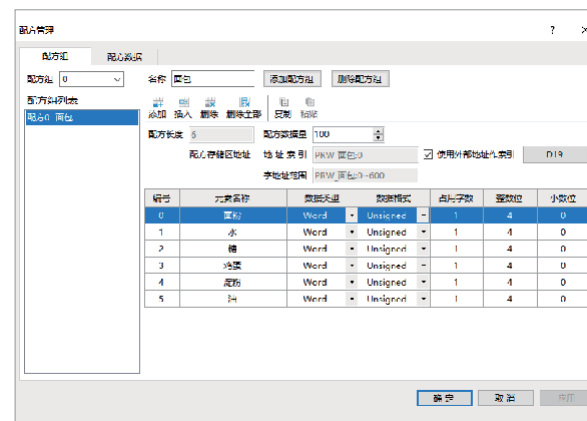 配方管理 ? ×
配方组 配方数据
配方组 0 名称 面包 添加配方组 删除配方组
配方组列表
配方0 面包
添加 插入 删除 删除全部 复制 粘贴
配方长度 6 配方数据量 100
配方存储区地址 地址索引 PRW_面包:0 使用外部地址作索引 D19
字地址范围 PRW_面包:0~600
编号 元素名称 数据类型 数据格式 占用字数 整数位 小数位
0 面粉 Word Unsigned 1 4 0
1 水 Word Unsigned 1 4 0
2 糖 Word Unsigned 1 4 0
3 鸡蛋 Word Unsigned 1 4 0
4 Word Unsigned 1 4 0
5 油 Word Unsigned 1 4 0
确定 取消 应用